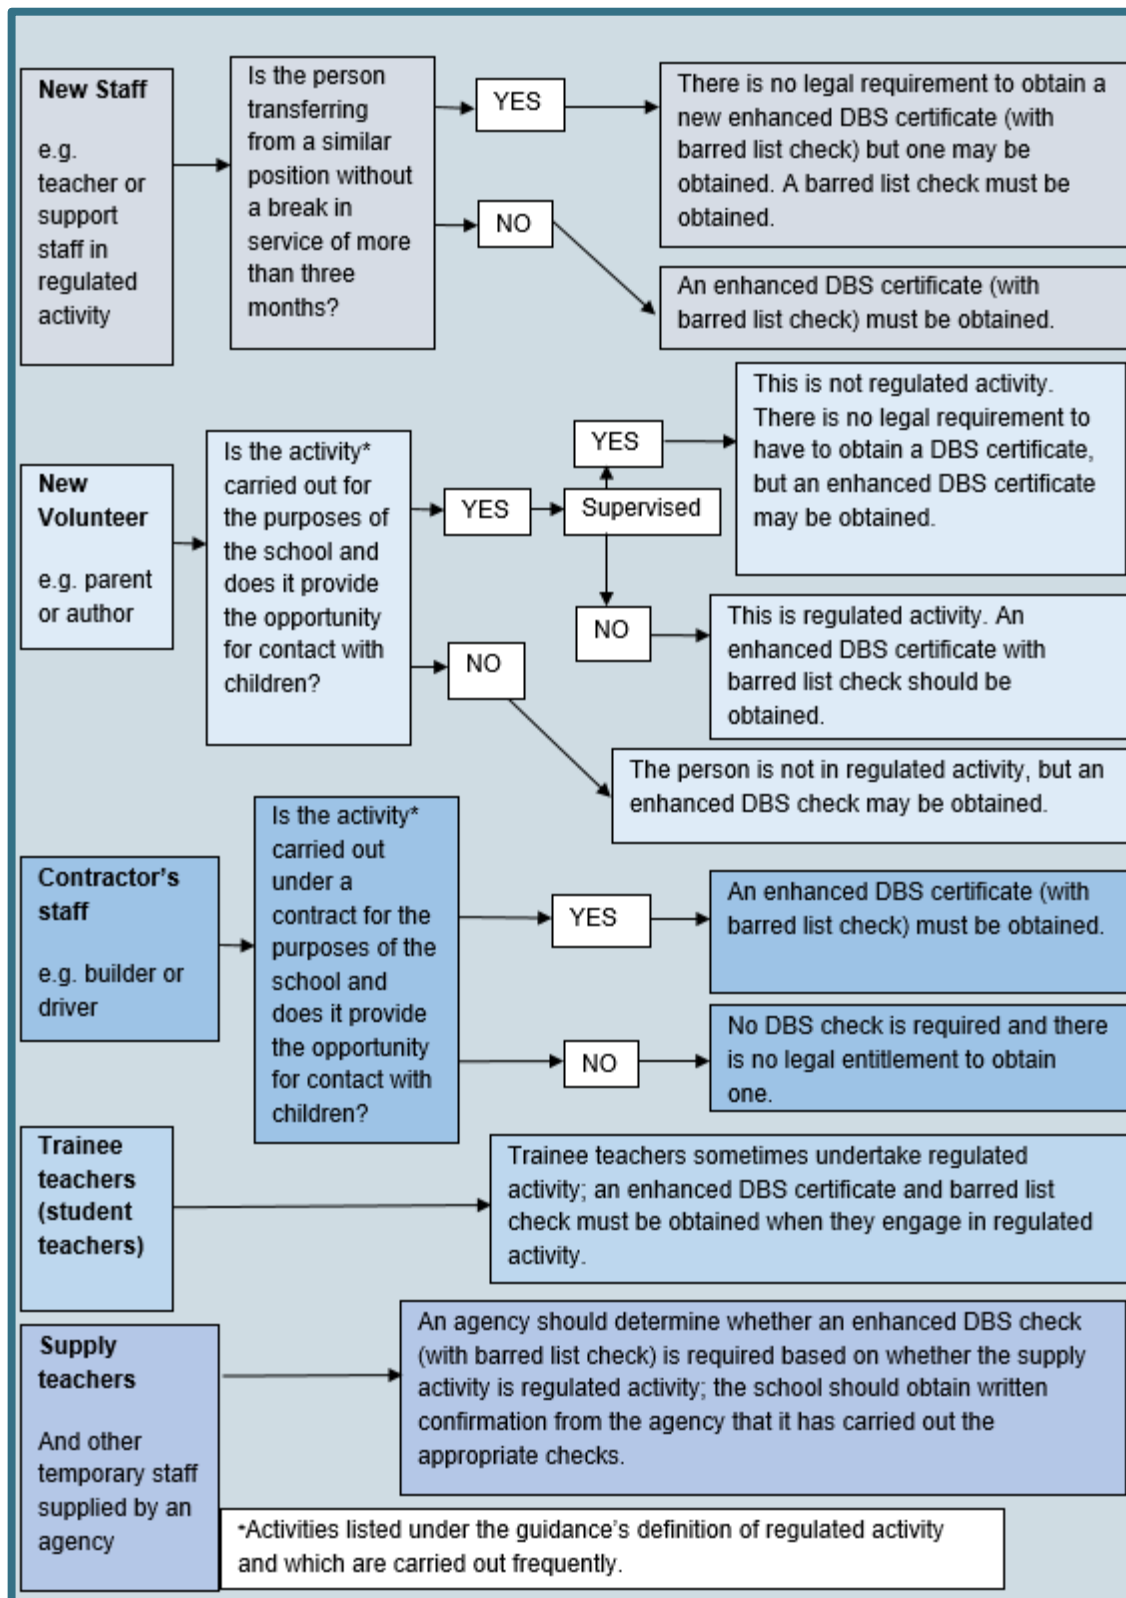 New Staff
e.g.
teacher or
support
staff in
regulated
activity
Is the person
transferring
from a similar
position without
a break in
service of more
than three
months?
YES
There is no legal requirement to obtain a
new enhanced DBS certificate (with
barred list check) but one may be
obtained. A barred list check must be
obtained.
NO
An enhanced DBS certificate (with
barred list check) must be obtained.
New
Volunteer
e.g. parent
or author
Is the activity*
carried out for
the purposes of
the school and
does it provide
the opportunity
for contact with
children?
YES
Supervised
YES
This is not regulated activity.
There is no legal requirement to
have to obtain a DBS certificate,
but an enhanced DBS certificate
may be obtained.
NO
This is regulated activity. An
enhanced DBS certificate with
barred list check should be
obtained.
NO
The person is not in regulated activity, but an
enhanced DBS check may be obtained.
Contractor's
staff
e.g. builder or
driver
Is the activity*
carried out
under a
contract for the
purposes of the
school and
does it provide
the opportunity
for contact with
children?
YES
An enhanced DBS certificate (with
barred list check) must be obtained.
NO
No DBS check is required and there
is no legal entitlement to obtain
one.
Trainee
teachers
(student
teachers)
Trainee teachers sometimes undertake regulated
activity; an enhanced DBS certificate and barred list
check must be obtained when they engage in regulated
activity.
Supply
teachers
And other
temporary staff
supplied by an
agency
An agency should determine whether an enhanced DBS check
(with barred list check) is required based on whether the supply
activity is regulated activity; the school should obtain written
confirmation from the agency that it has carried out the
appropriate checks.
*Activities listed under the guidance's definition of regulated activity
and which are carried out frequently.